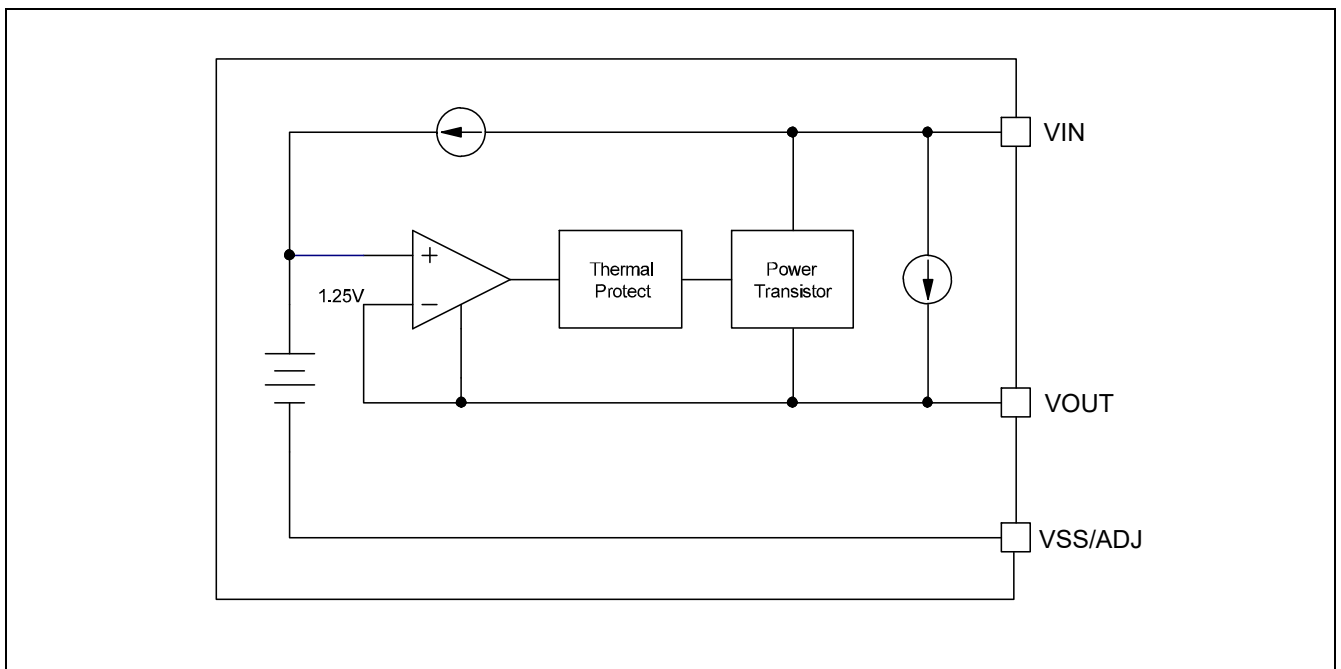 VIN
+
Thermal
Protect
Power
Transistor
1.25V
−
VOUT
VSS/ADJ